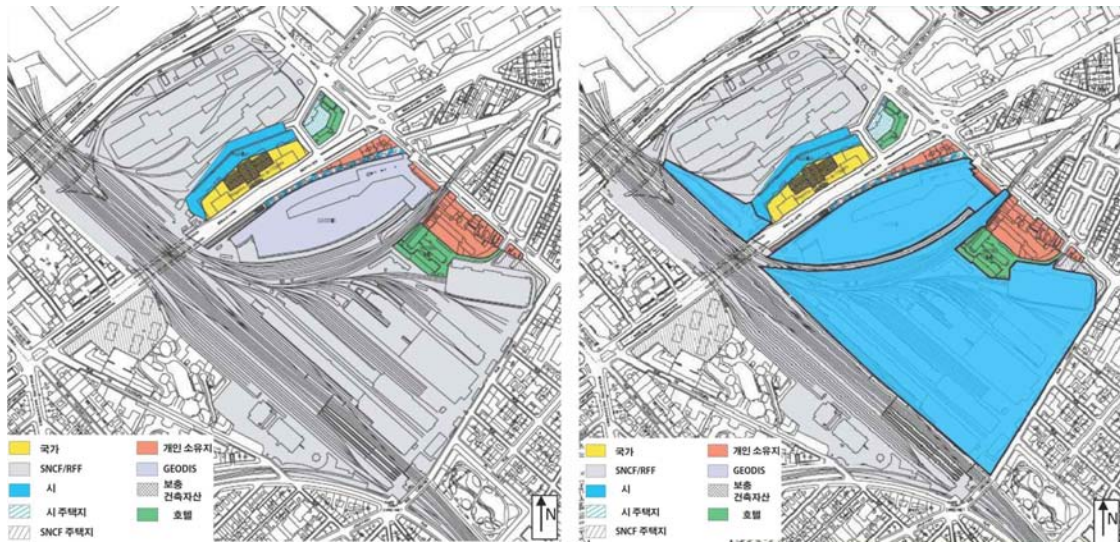 국가
SNCF/RFF
시
시 주택지
SNCF 주택지
개인 소유지
GEODIS
보충
건축자산
호텔
N
국가
SNCF/RFF
시
시 주택지
SNCF 주택지
개인 소유지
GEODIS
보충
건축자산
호텔
N